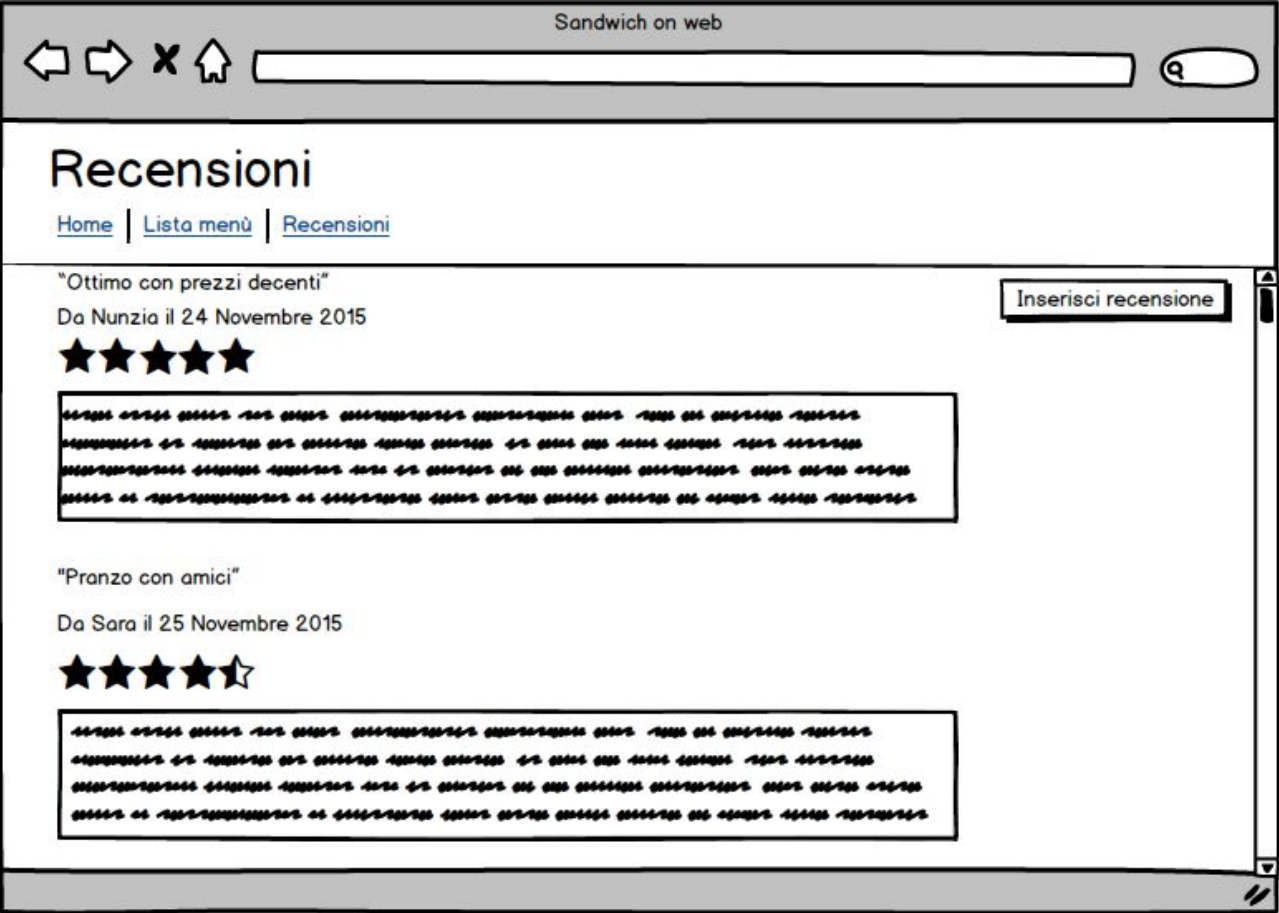 Sandwich on web
Recensioni
Home | Lista menù | Recensioni
"Ottimo con prezzi decenti"
Inserisci recensione
Da Nunzia il 24 Novembre 2015
"Pranzo con amici"
Da Sara il 25 Novembre 2015